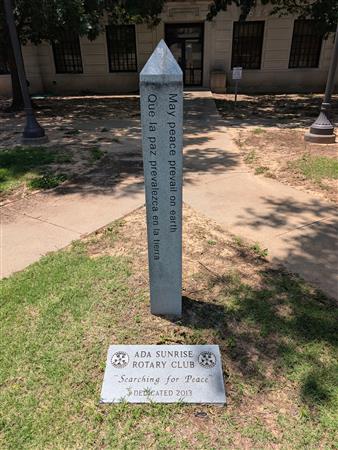 Que la paz prevalezca en la tierra
May peace prevail on earth
ADA SUNRISE
ROTARY CLUB
"Searching for Peace"
DEDICATED 2013